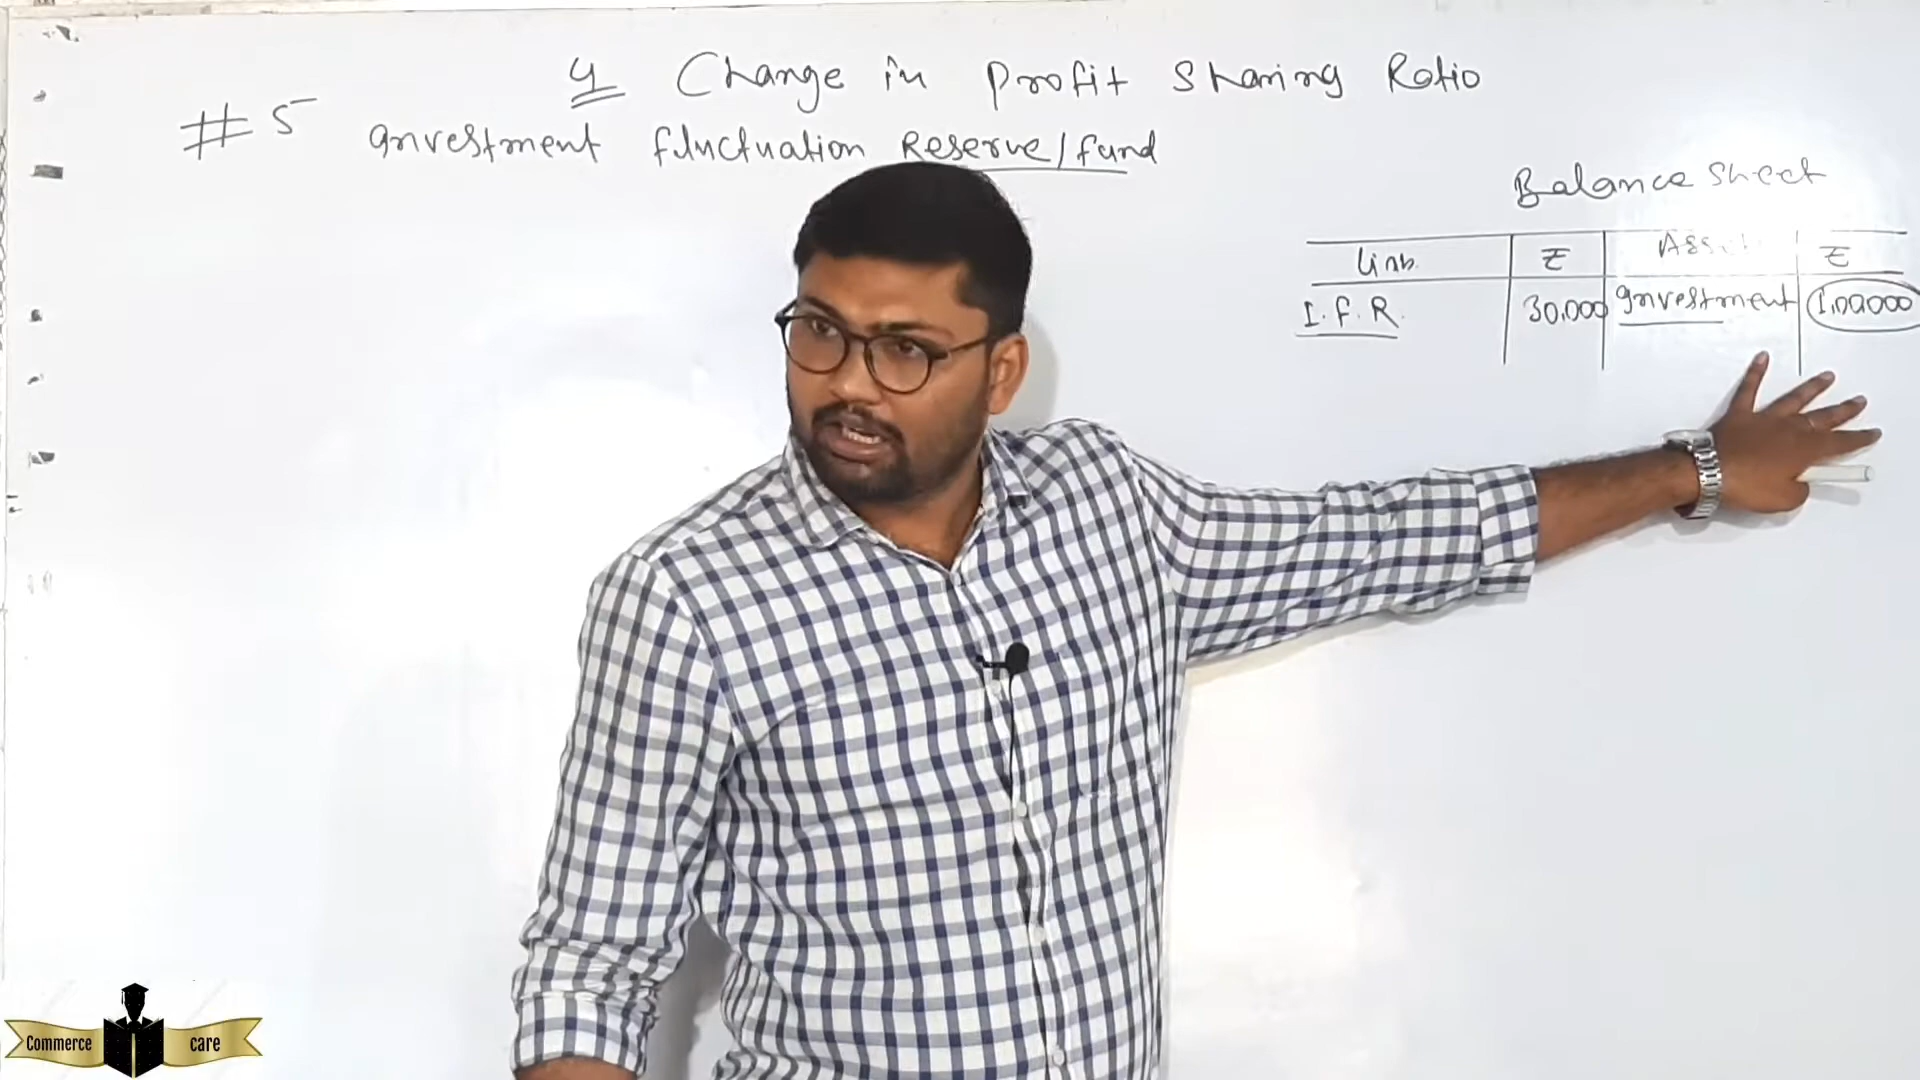 4 Change in Profit Sharing Ratio
#5 Investment fluctuation Reserve/fund
Balance Sheet
Liab. ₹ Asset ₹
I.F.R. 30,000 Investment 1,00,000
Commerce care